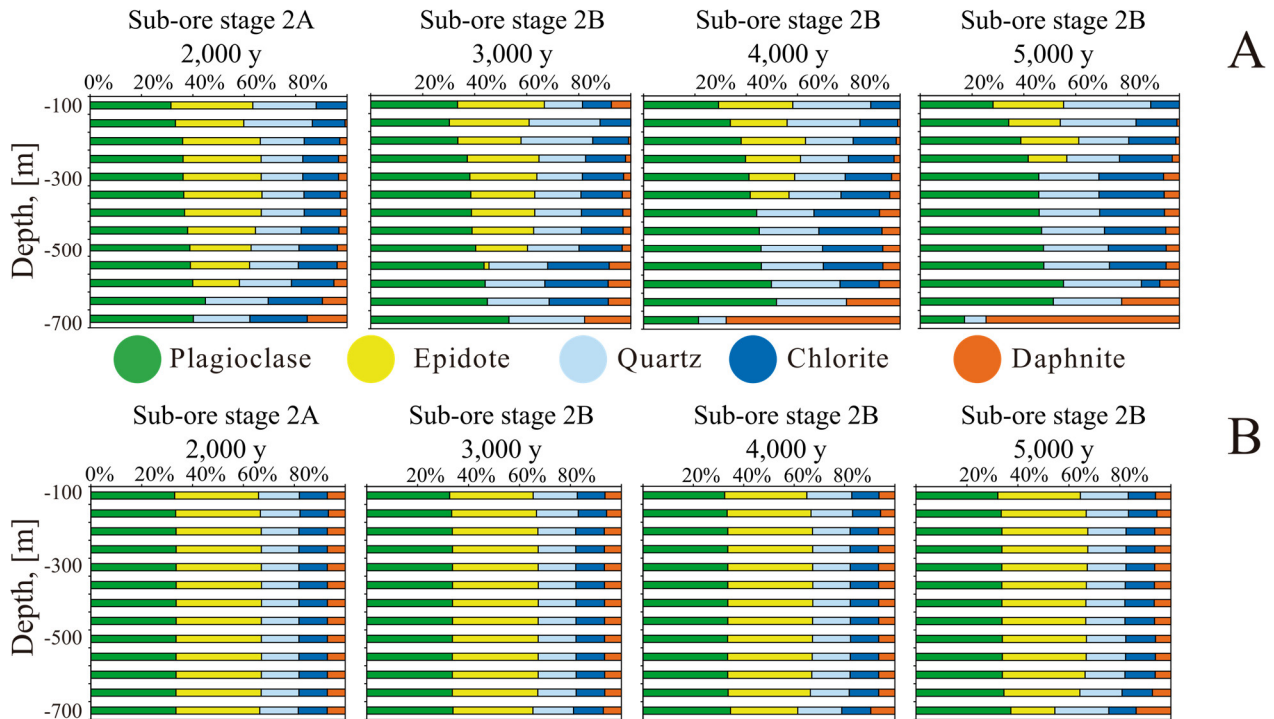 Sub-ore stage 2A
2,000 y
0% 20% 40% 60% 80%
Sub-ore stage 2B
3,000 y
20% 40% 60% 80%
Sub-ore stage 2B
4,000 y
20% 40% 60% 80%
Sub-ore stage 2B
5,000 y
20% 40% 60% 80%
A
Depth, [m]
-100
-300
-500
-700
Plagioclase Epidote Quartz Chlorite Daphnite
Sub-ore stage 2A
2,000 y
0% 20% 40% 60% 80%
Sub-ore stage 2B
3,000 y
20% 40% 60% 80%
Sub-ore stage 2B
4,000 y
20% 40% 60% 80%
Sub-ore stage 2B
5,000 y
20% 40% 60% 80%
B
Depth, [m]
-100
-300
-500
-700